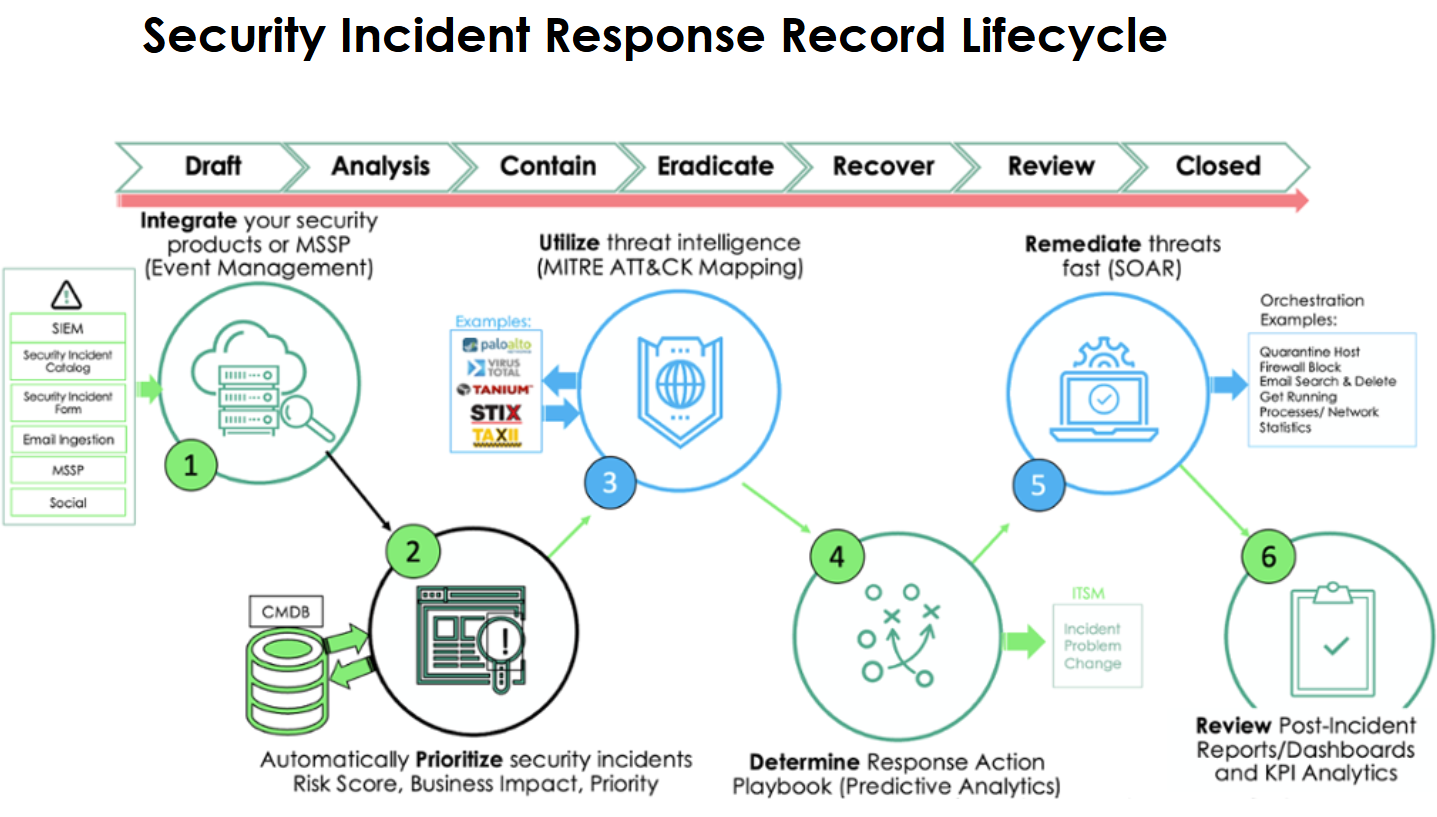 Security Incident Response Record Lifecycle
Draft
Analysis
Contain
Eradicate
Recover
Review
Closed
Integrate your security
products or MSSP
(Event Management)
SIEM
Security Incident
Catalog
Security Incident
Form
Email Ingestion
MSSP
Social
1
2
CMDB
Automatically Prioritize security incidents
Risk Score, Business Impact, Priority
Utilize threat intelligence
(MITRE ATT&CK Mapping)
Examples:
paloalto
NETWORKS
VIRUS
TOTAL
TANIUM™
STIX
TAXII
3
4
Determine Response Action
Playbook (Predictive Analytics)
ITSM
Incident
Problem
Change
Remediate threats
fast (SOAR)
5
Orchestration
Examples:
Quarantine Host
Firewall Block
Email Search & Delete
Get Running
Processes/ Network
Statistics
6
Review Post-Incident
Reports/Dashboards
and KPI Analytics